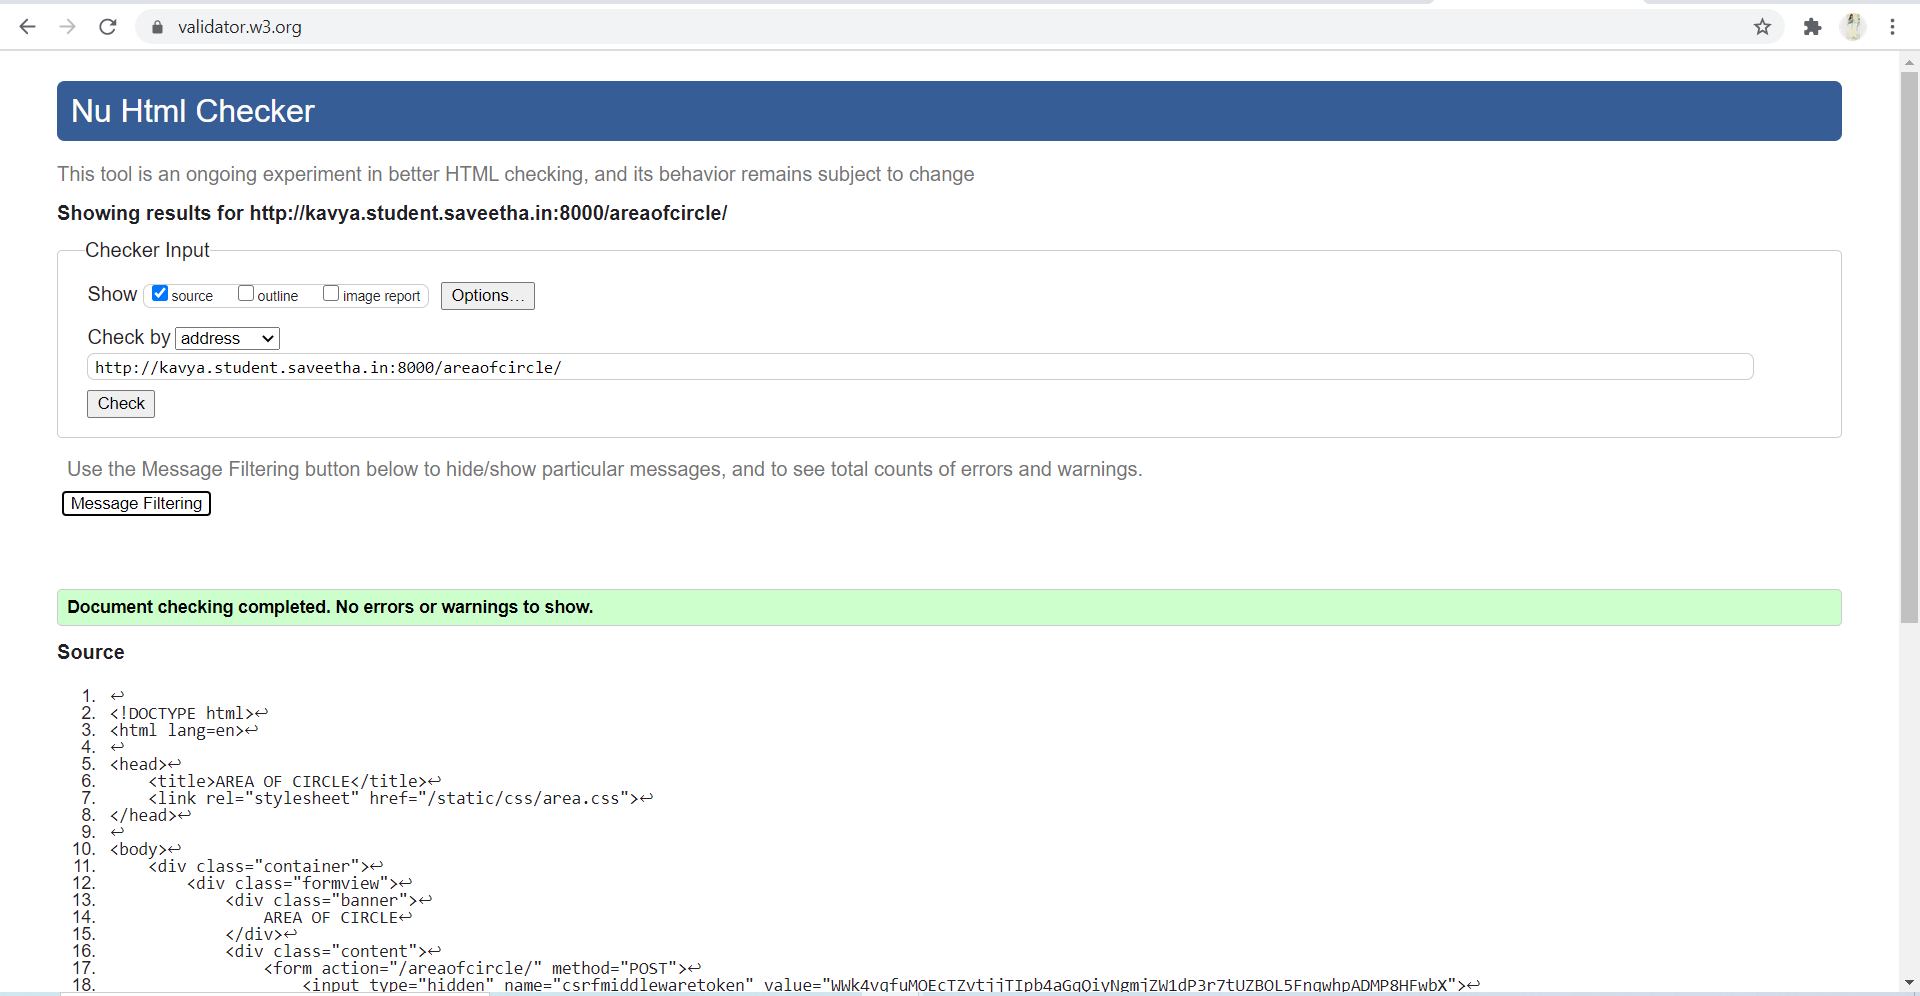 validator.w3.org
Nu Html Checker
This tool is an ongoing experiment in better HTML checking, and its behavior remains subject to change
Showing results for http://kavya.student.saveetha.in:8000/areaofcircle/
Checker Input
Show source outline image report Options...
Check by address
http://kavya.student.saveetha.in:8000/areaofcircle/
Check
Use the Message Filtering button below to hide/show particular messages, and to see total counts of errors and warnings.
Message Filtering
Document checking completed. No errors or warnings to show.
Source
1. ↩
2. <!DOCTYPE html>↩
3. <html lang=en>↩
4. ↩
5. <head>↩
6. <title>AREA OF CIRCLE</title>↩
7. <link rel="stylesheet" href="/static/css/area.css">↩
8. </head>↩
9. ↩
10. <body>↩
11. <div class="container">↩
12. <div class="formview">↩
13. <div class="banner">↩
14. AREA OF CIRCLE↩
15. </div>↩
16. <div class="content">↩
17. <form action="/areaofcircle/" method="POST">↩
18. <input type="hidden" name="csrfmiddlewaretoken"